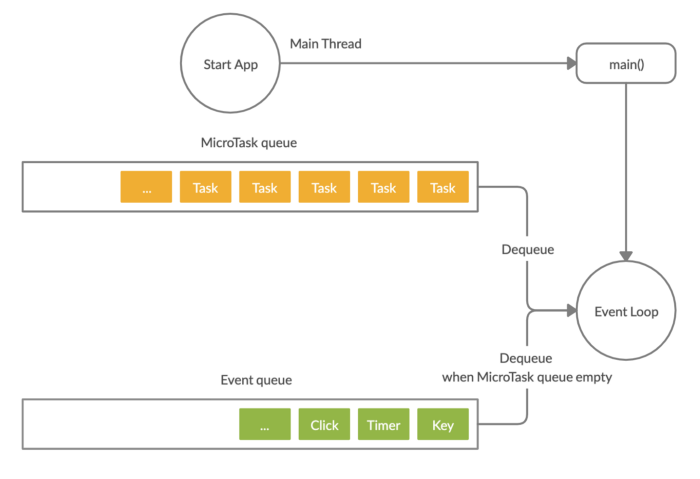 Main Thread
Start App
main()
MicroTask queue
... Task Task Task Task Task
Dequeue
Event Loop
Dequeue
when MicroTask queue empty
Event queue
... Click Timer Key